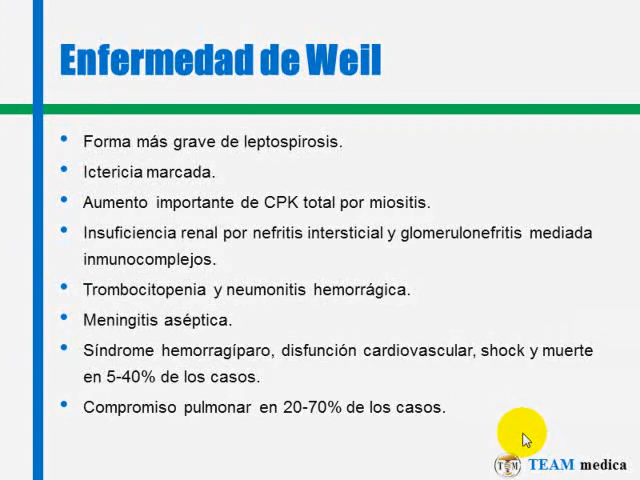 Enfermedad de Weil
Forma más grave de leptospirosis.
Ictericia marcada.
Aumento importante de CPK total por miositis.
Insuficiencia renal por nefritis intersticial y glomerulonefritis mediada
inmunocomplejos.
Trombocitopenia y neumonitis hemorrágica.
Meningitis aséptica.
Síndrome hemorragíparo, disfunción cardiovascular, shock y muerte
en 5-40% de los casos.
Compromiso pulmonar en 20-70% de los casos.
TEAM medica